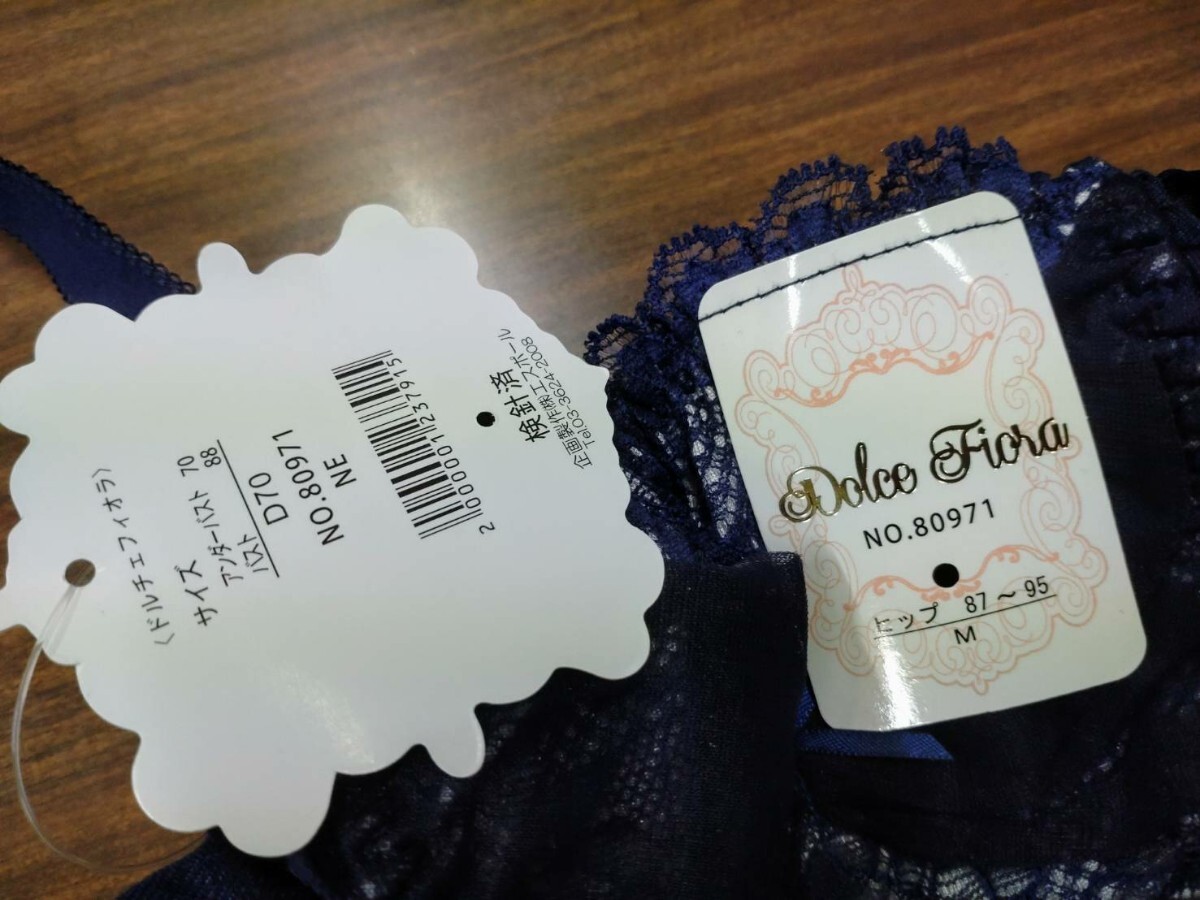 〈ドルチェフィオラ〉
サイズ
アンダーバスト 70
バスト 88
D70
NO.80971
NE
21000001237915
検針済
企画製作㈱エスポール
Tel.03-3624-2008
Dolce Fiora
NO.80971
ヒップ 87～95
M